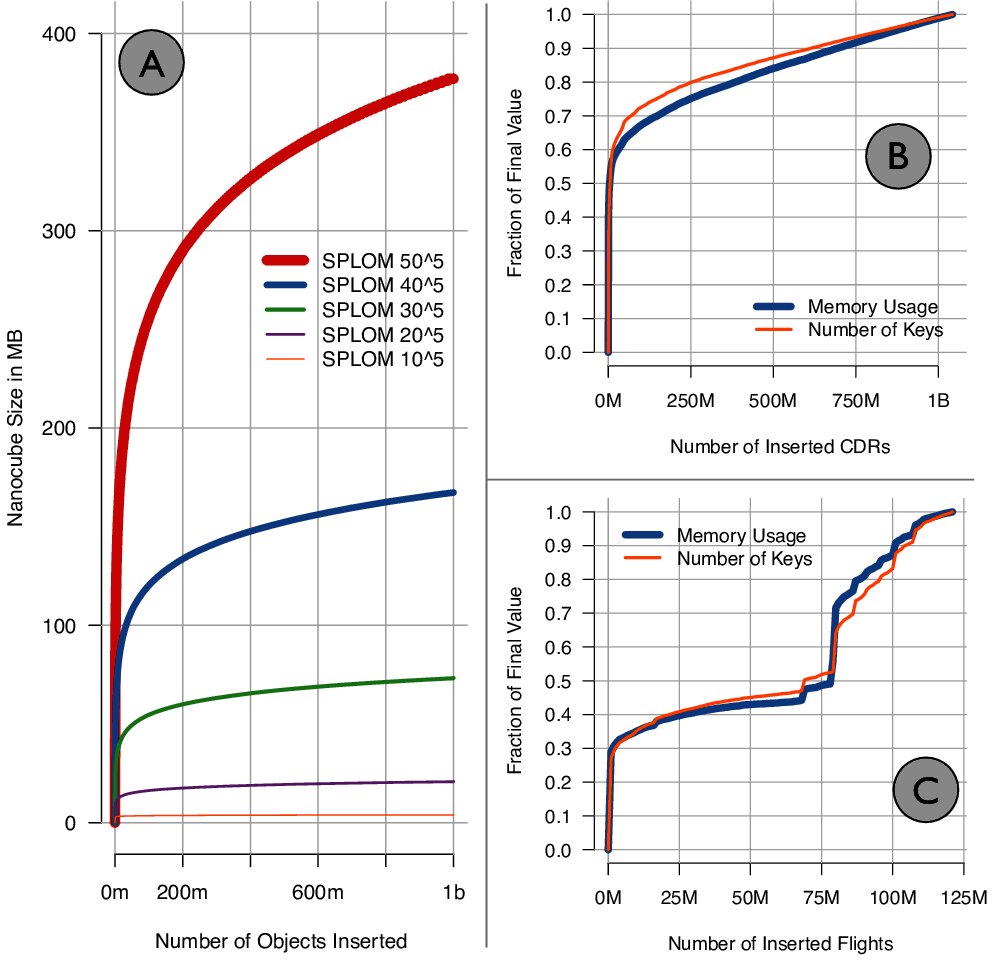 A
400
300
200
100
0
Nanocube Size in MB
SPLOM 50^5
SPLOM 40^5
SPLOM 30^5
SPLOM 20^5
SPLOM 10^5
0m 200m 600m 1b
Number of Objects Inserted
B
1.0
0.9
0.8
0.7
0.6
0.5
0.4
0.3
0.2
0.1
0.0
Fraction of Final Value
Memory Usage
Number of Keys
0M 250M 500M 750M 1B
Number of Inserted CDRs
C
1.0
0.9
0.8
0.7
0.6
0.5
0.4
0.3
0.2
0.1
0.0
Fraction of Final Value
Memory Usage
Number of Keys
0M 25M 50M 75M 100M 125M
Number of Inserted Flights